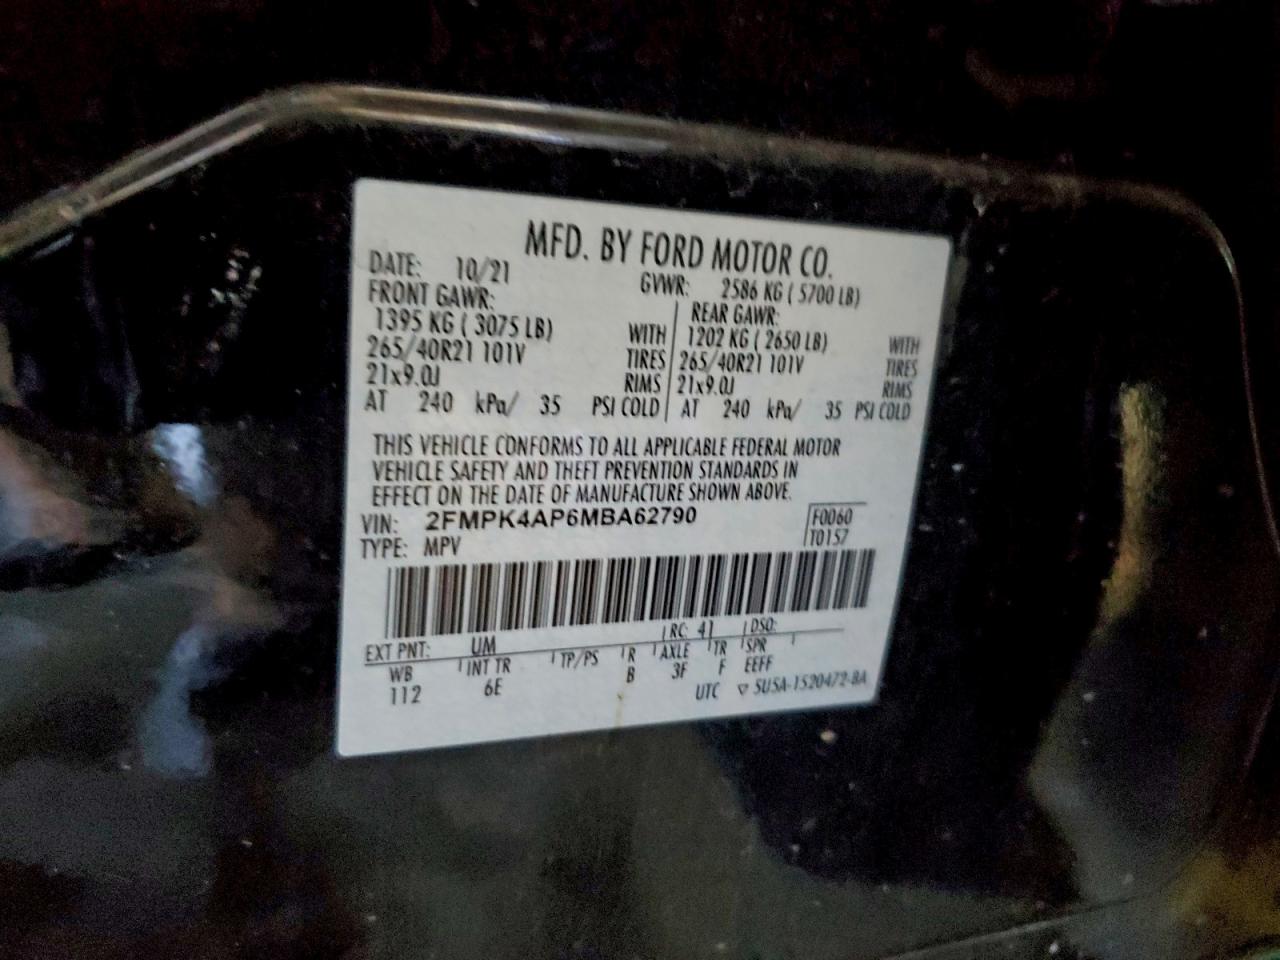 MFD. BY FORD MOTOR CO.
DATE: 10/21 GVWR: 2586 KG ( 5700 LB)
FRONT GAWR: REAR GAWR:
1395 KG ( 3075 LB) WITH 1202 KG ( 2650 LB) WITH
265/40R21 101V TIRES 265/40R21 101V TIRES
21x9.0J RIMS 21x9.0J RIMS
AT 240 kPa/ 35 PSI COLD AT 240 kPa/ 35 PSI COLD
THIS VEHICLE CONFORMS TO ALL APPLICABLE FEDERAL MOTOR
VEHICLE SAFETY AND THEFT PREVENTION STANDARDS IN
EFFECT ON THE DATE OF MANUFACTURE SHOWN ABOVE.
VIN: 2FMPK4AP6MBA62790 F0060
TYPE: MPV T0157
EXT PNT: UM RC: 41 DSO:
WB INT TR TP/PS R AXLE TR SPR
112 6E B 3F F EEFF
UTC ▽ 5U5A-1520472-BA